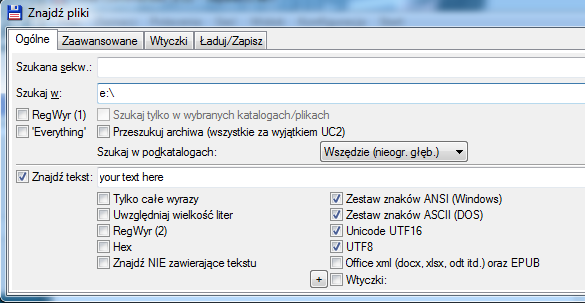 Znajdź pliki
Ogólne Zaawansowane Wtyczki Ładuj/Zapisz
Szukana sekw.:
Szukaj w: e:\
RegWyr (1) Szukaj tylko w wybranych katalogach/plikach
'Everything' Przeszukuj archiwa (wszystkie za wyjątkiem UC2)
Szukaj w podkatalogach: Wszędzie (nieogr. głęb.)
Znajdź tekst: your text here
Tylko całe wyrazy Zestaw znaków ANSI (Windows)
Uwzględniaj wielkość liter Zestaw znaków ASCII (DOS)
RegWyr (2) Unicode UTF16
Hex UTF8
Znajdź NIE zawierające tekstu Office xml (docx, xlsx, odt itd.) oraz EPUB
+ Wtyczki: